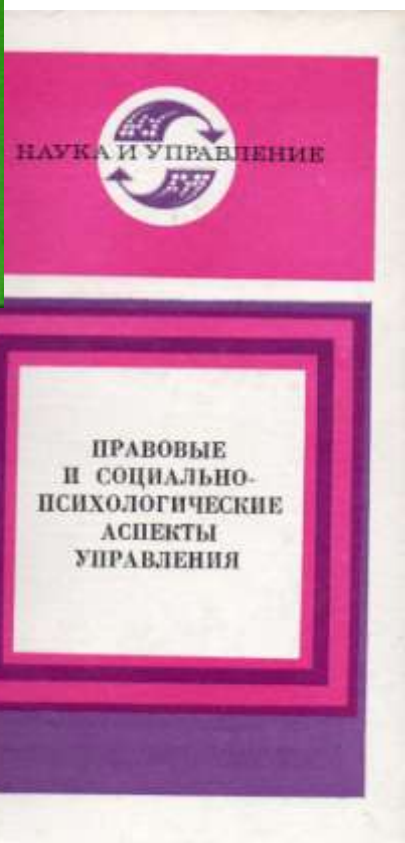 НАУКА И УПРАВЛЕНИЕ
ПРАВОВЫЕ
И СОЦИАЛЬНО-
ПСИХОЛОГИЧЕСКИЕ
АСПЕКТЫ
УПРАВЛЕНИЯ